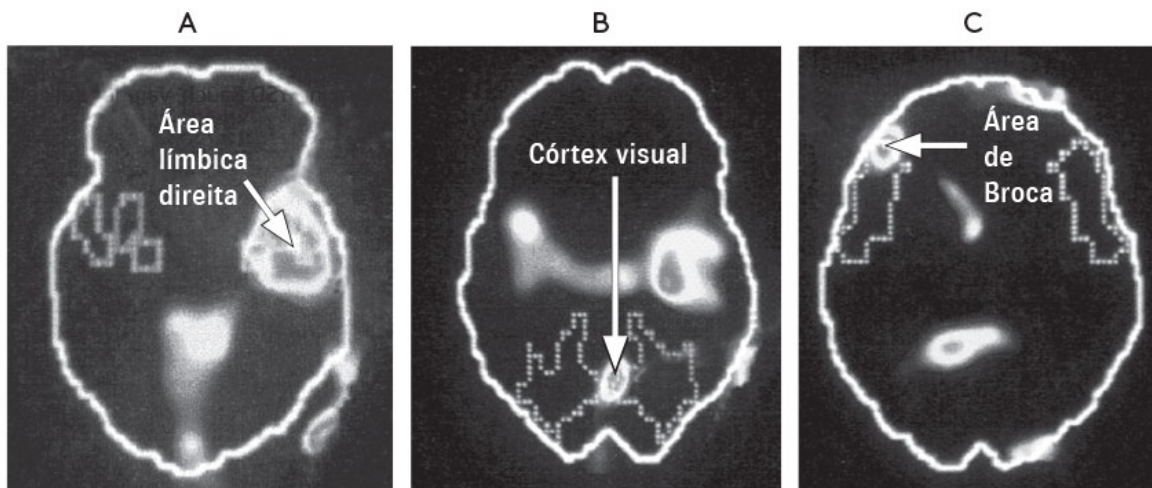 A
B
C
Área
límbica
direita
Córtex visual
Área
de
Broca